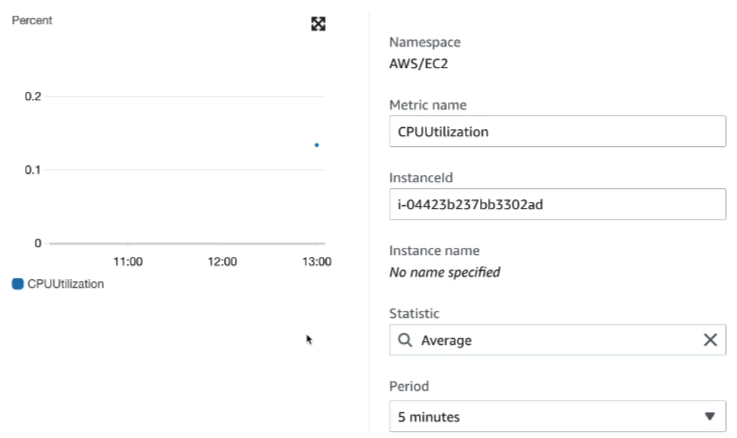 Percent
0.2
0.1
0
11:00 12:00 13:00
CPUUtilization
Namespace
AWS/EC2
Metric name
CPUUtilization
InstanceId
i-04423b237bb3302ad
Instance name
No name specified
Statistic
Average
Period
5 minutes